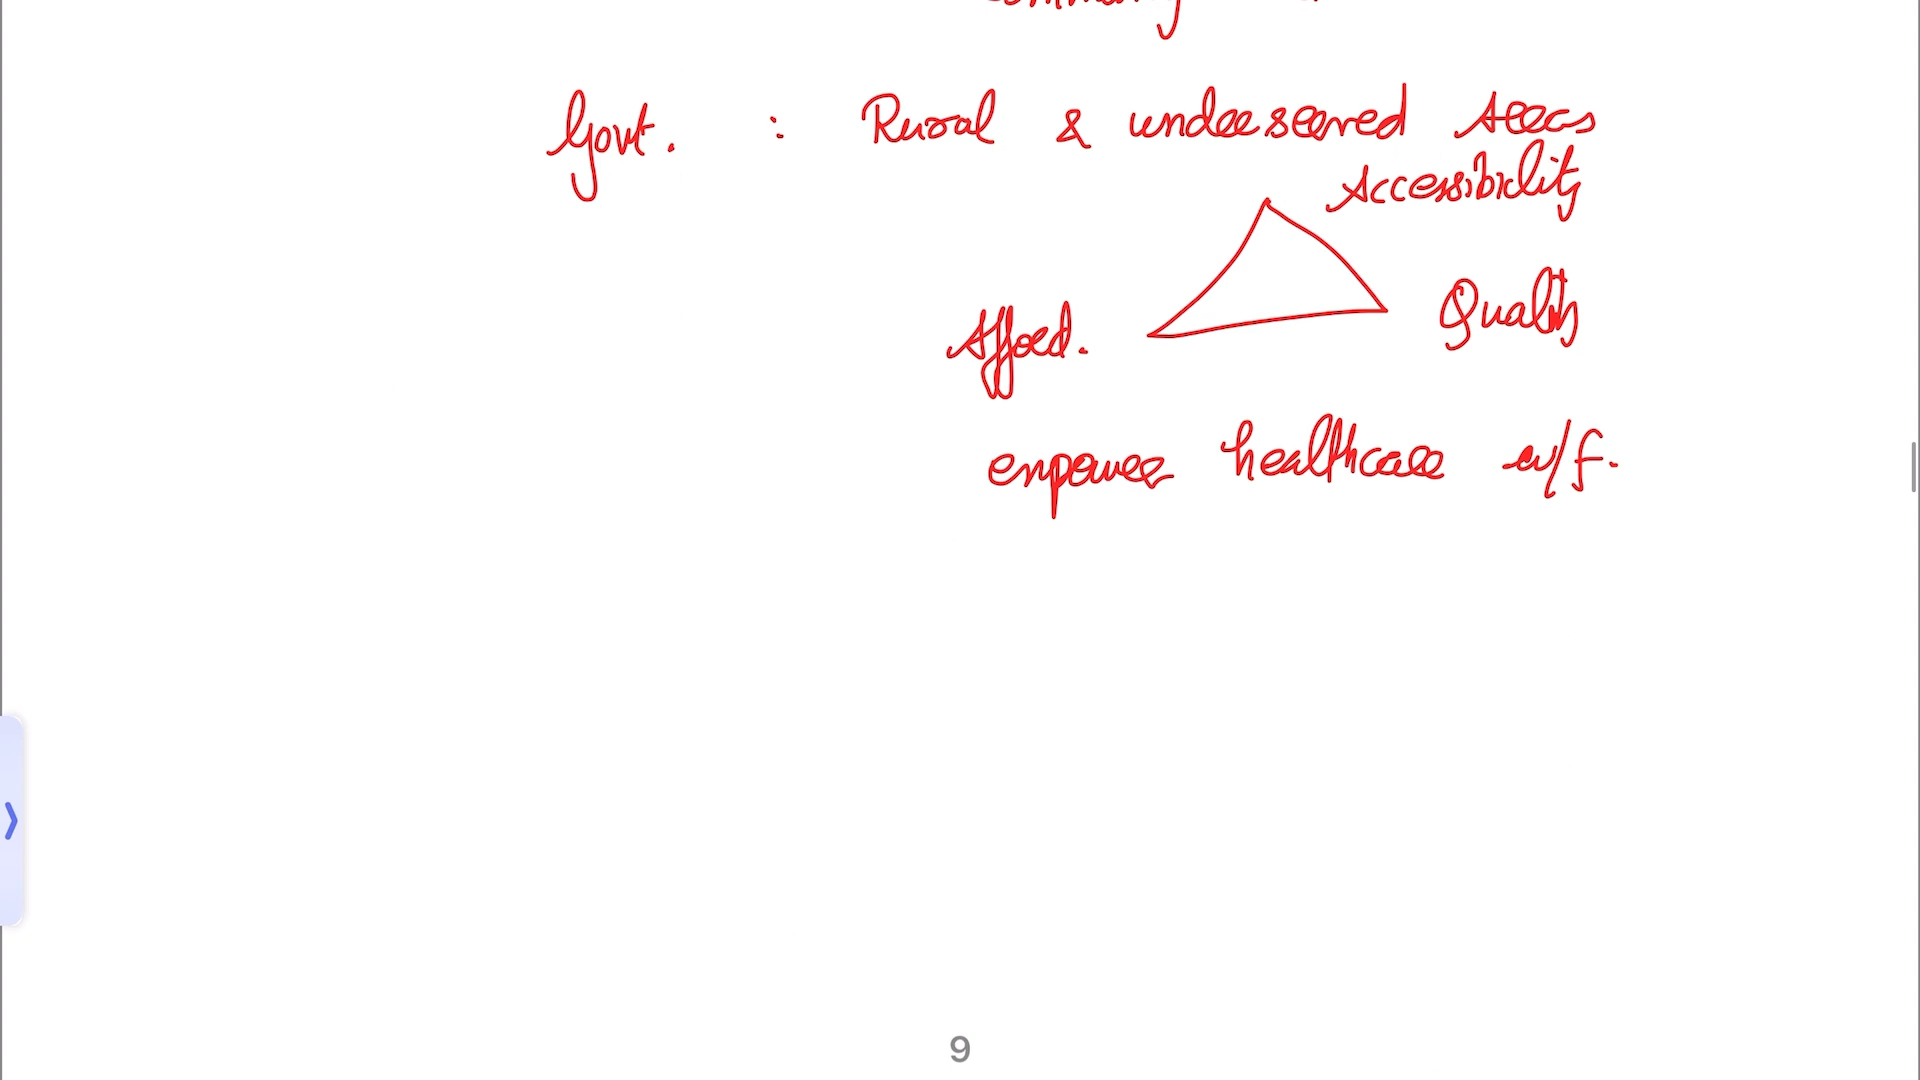 Govt. : Rural & underserved areas
Accessibility
Afford. Quality
empower healthcare w/f.
9